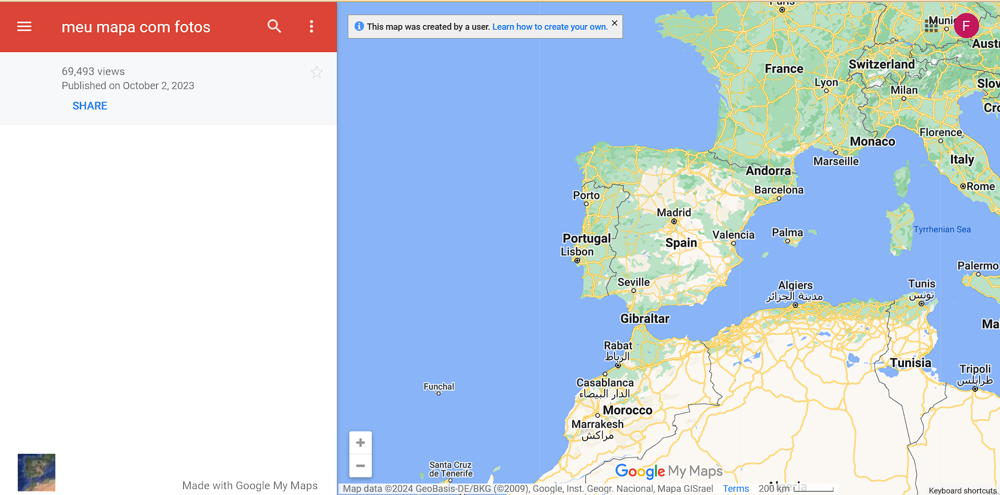 meu mapa com fotos
69,493 views
Published on October 2, 2023
SHARE
Made with Google My Maps
This map was created by a user. Learn how to create your own.
F
Paris
Munic
Austr
France
Switzerland
Lyon
Milan
Slov
Cro
Florence
Monaco
Marseille
Italy
Andorra
Rome
Barcelona
Porto
Madrid
Tyrrhenian Sea
Valencia
Palma
Portugal
Spain
Lisbon
Palermo
Seville
Algiers
مدينة الجزائر
Tunis
تونس
Gibraltar
Ma
Rabat
الرباط
Tunisia
Tripoli
طرابلس
Casablanca
الدار البيضاء
Funchal
Morocco
Marrakesh
مراكش
Santa Cruz
de Tenerife
Google My Maps
Algeria
Map data ©2024 GeoBasis-DE/BKG (©2009), Google, Inst. Geogr. Nacional, Mapa GISrael
Terms
200 km
Keyboard shortcuts